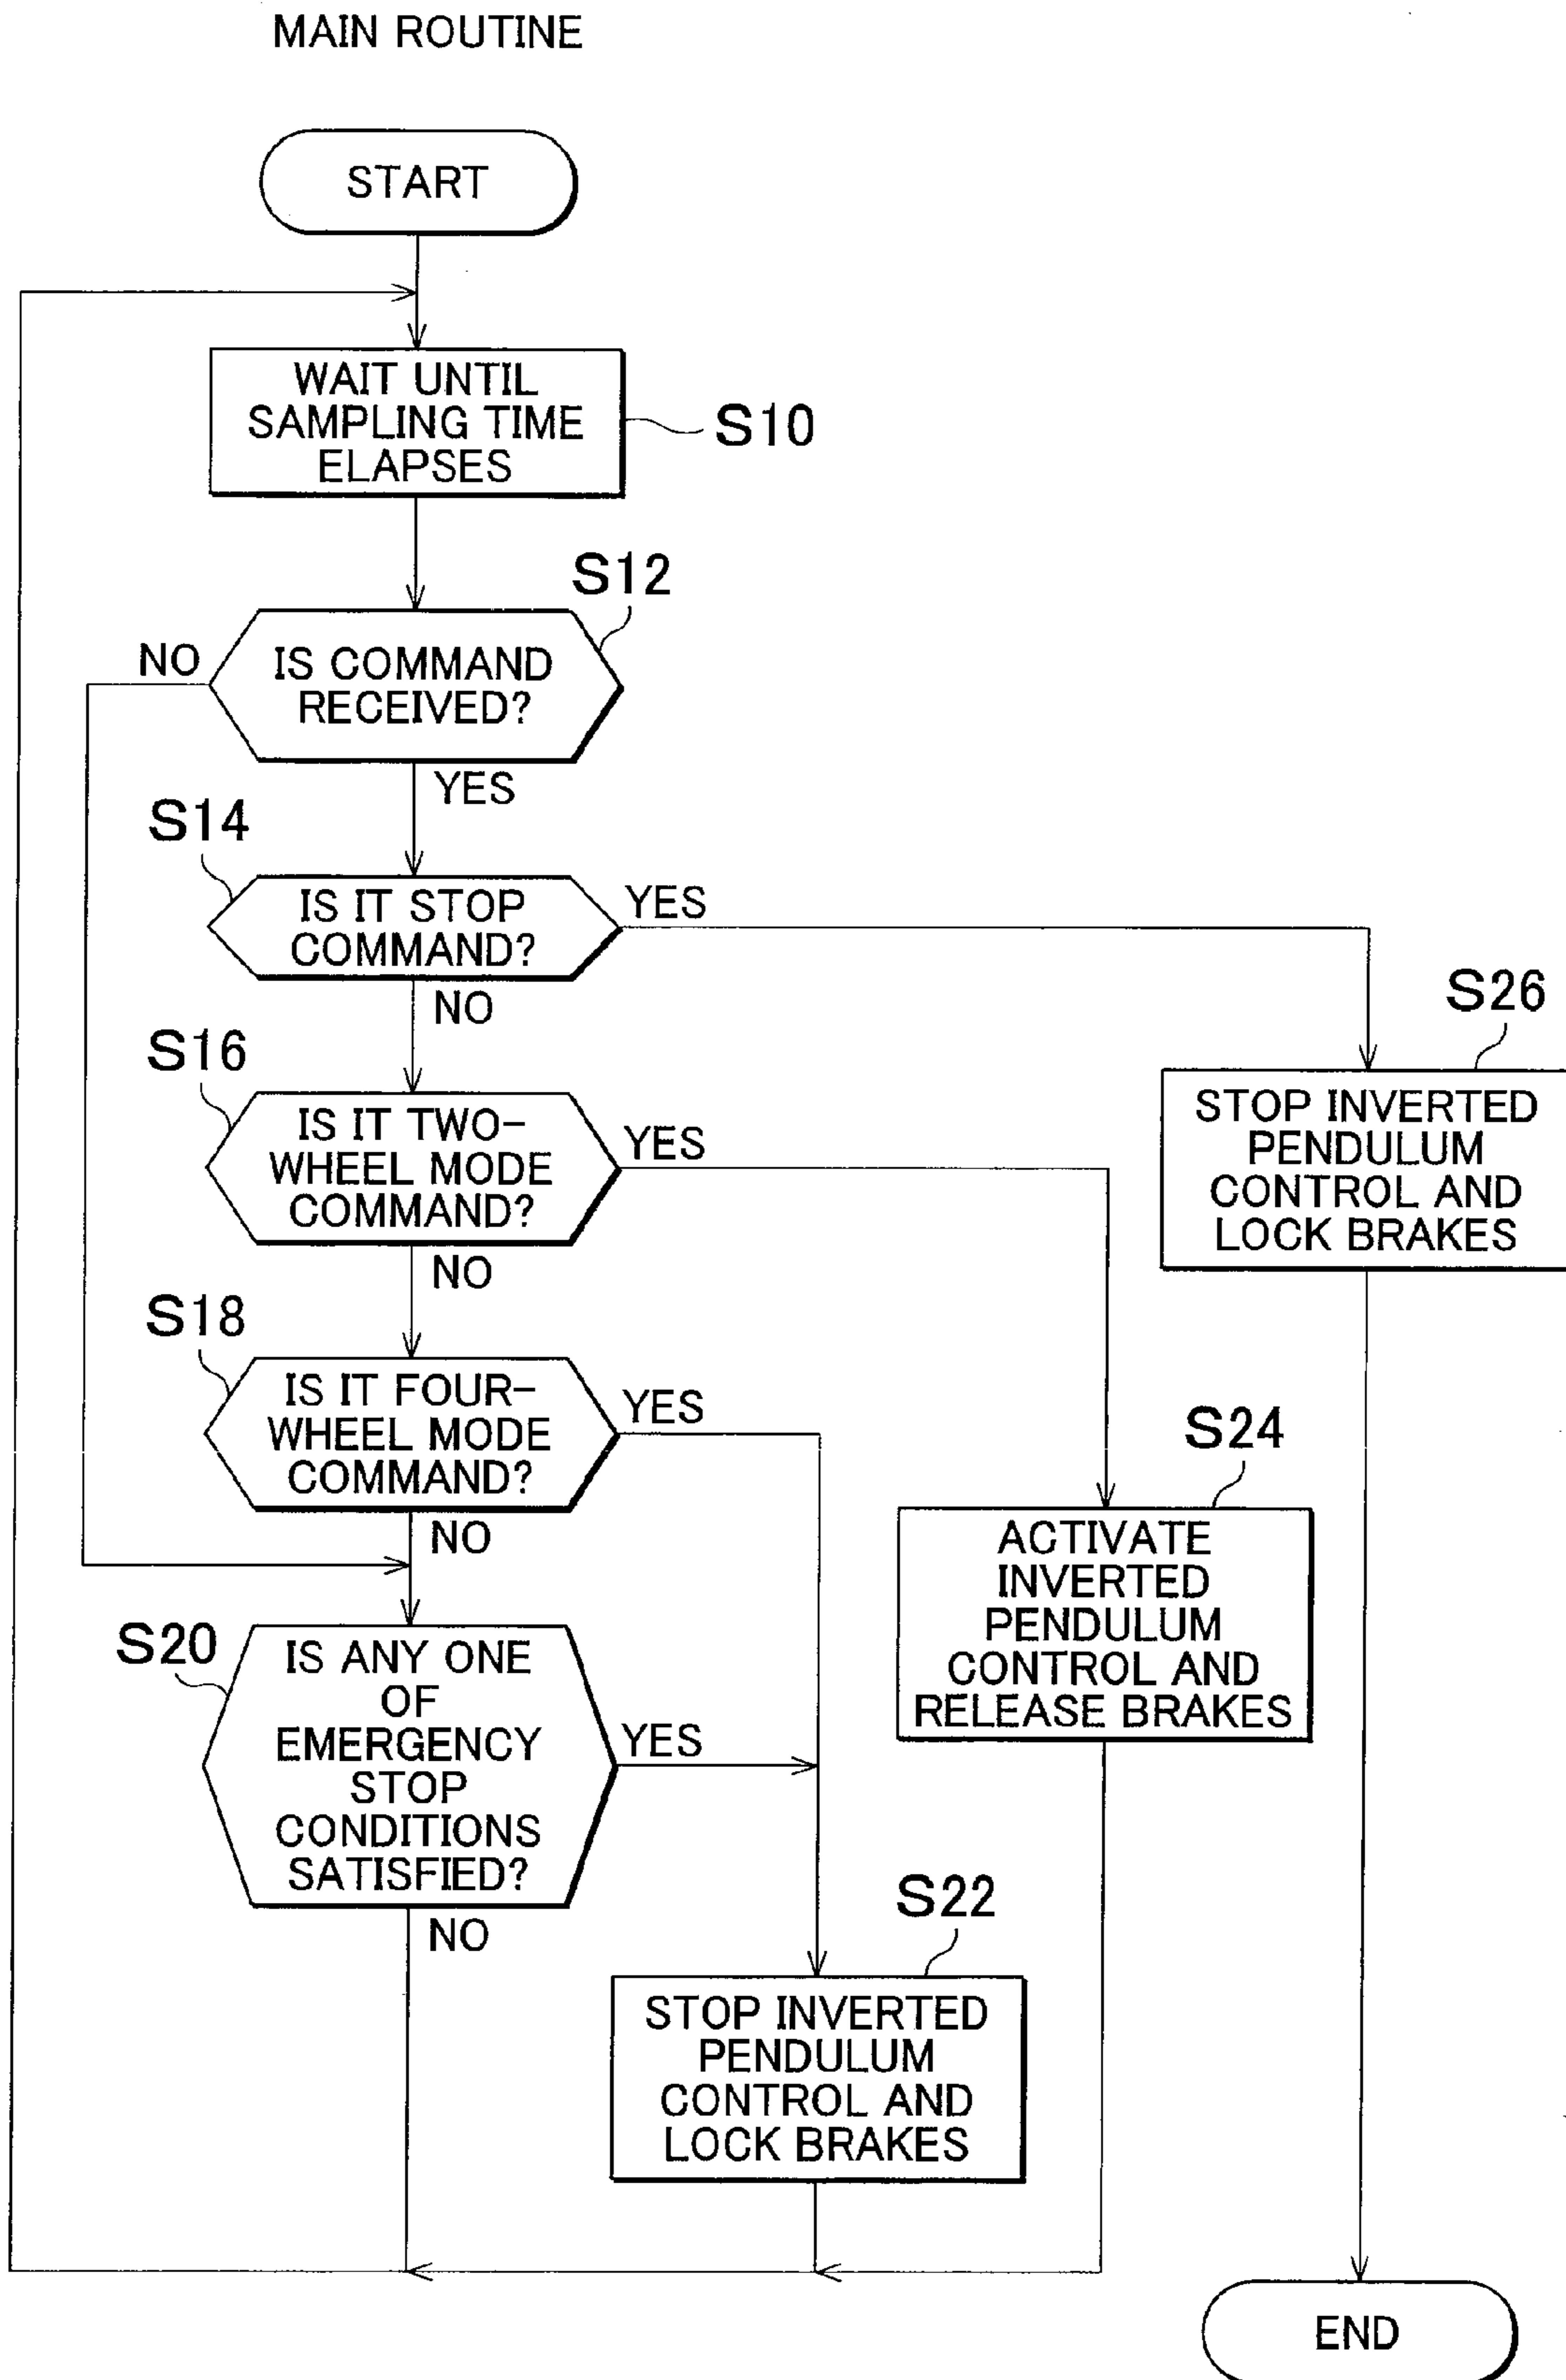 MAIN ROUTINE
START
WAIT UNTIL
SAMPLING TIME
ELAPSES
S10
S12
NO
IS COMMAND
RECEIVED?
YES
S14
IS IT STOP
COMMAND?
YES
NO
S26
STOP INVERTED
PENDULUM
CONTROL AND
LOCK BRAKES
S16
IS IT TWO-
WHEEL MODE
COMMAND?
YES
NO
S18
IS IT FOUR-
WHEEL MODE
COMMAND?
YES
NO
S24
ACTIVATE
INVERTED
PENDULUM
CONTROL AND
RELEASE BRAKES
S20
IS ANY ONE
OF
EMERGENCY
STOP
CONDITIONS
SATISFIED?
YES
NO
S22
STOP INVERTED
PENDULUM
CONTROL AND
LOCK BRAKES
END